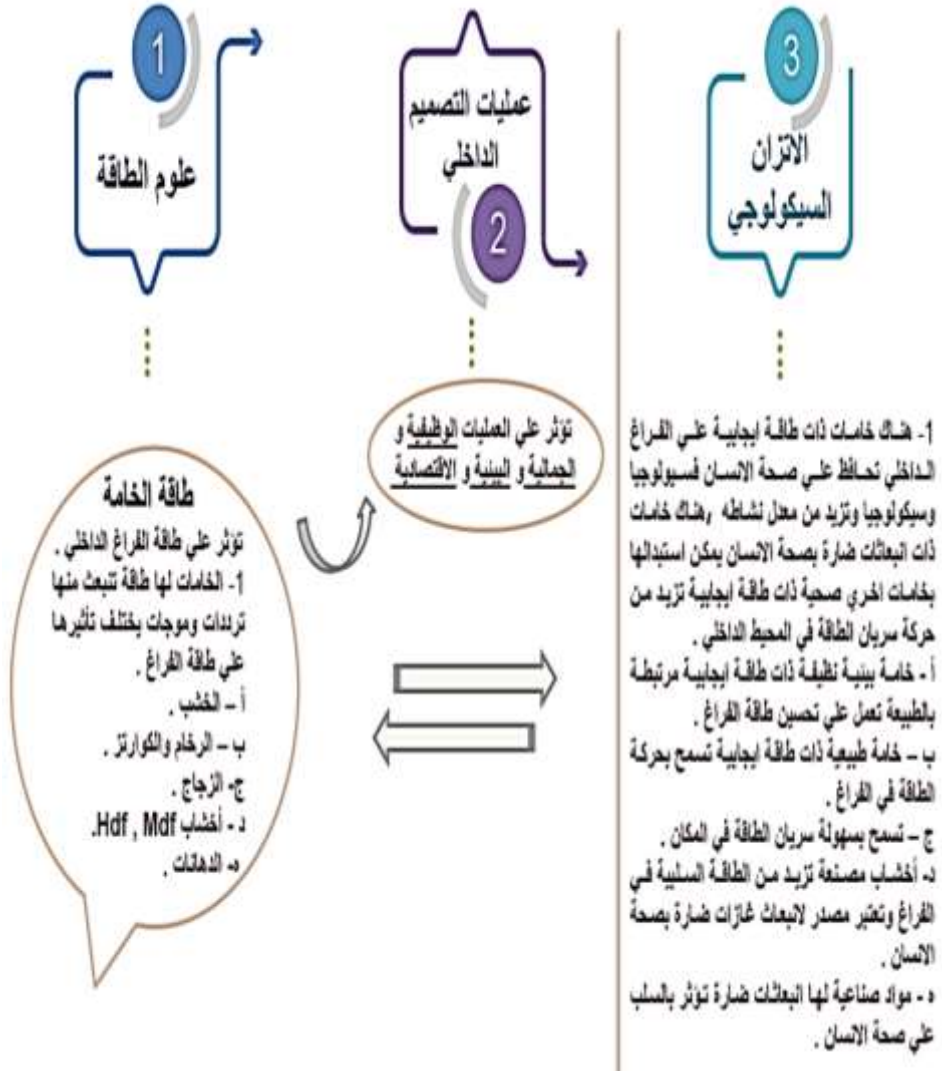 1
علوم الطاقة
2
عمليات التصميم
الداخلي
3
الاتزان
السيكولوجي
طاقة الخامة
تؤثر علي طاقة الفراغ الداخلي .
1- الخامات لها طاقة تنبعث منها
ترددات وموجات يختلف تأثيرها
علي طاقة الفراغ .
أ – الخشب .
ب – الرخام والكوارتز .
ج- الزجاج .
د - أخشاب Hdf , Mdf.
ه- الدهانات .
تؤثر علي العمليات الوظيفية و
الجمالية و البيئية و الاقتصادية
1- هناك خامات ذات طاقة ايجابية علي الفراغ
الداخلي تحافظ علي صحة الانسان فسيولوجيا
وسيكولوجيا وتزيد من معدل نشاطه ,هناك خامات
ذات انبعاثات ضارة بصحة الانسان يمكن استبدالها
بخامات اخري صحية ذات طاقة ايجابية تزيد من
حركة سريان الطاقة في المحيط الداخلي .
أ - خامة بيئية نظيفة ذات طاقة ايجابية مرتبطة
بالطبيعة تعمل علي تحسين طاقة الفراغ .
ب – خامة طبيعية ذات طاقة ايجابية تسمح بحركة
الطاقة في الفراغ .
ج – تسمح بسهولة سريان الطاقة في المكان .
د- أخشاب مصنعة تزيد من الطاقة السلبية في
الفراغ وتعتبر مصدر لانبعاث غازات ضارة بصحة
الانسان .
ه - مواد صناعية لها انبعاثات ضارة تؤثر بالسلب
علي صحة الانسان .